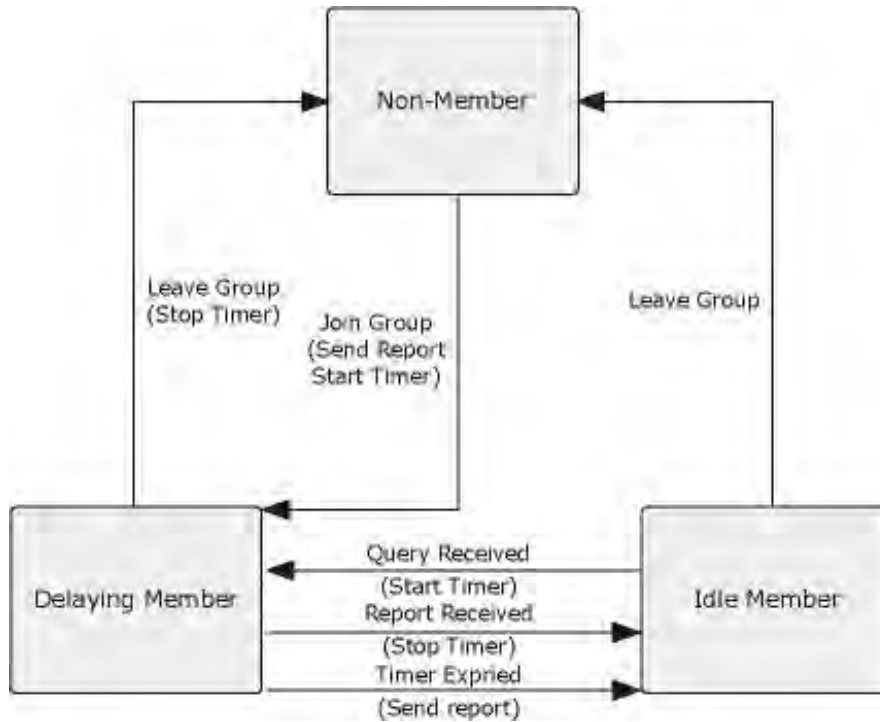 Non-Member
Leave Group
(Stop Timer)
Join Group
(Send Report
Start Timer)
Leave Group
Delaying Member
Query Received
(Start Timer)
Report Received
(Stop Timer)
Timer Expried
(Send report)
Idle Member